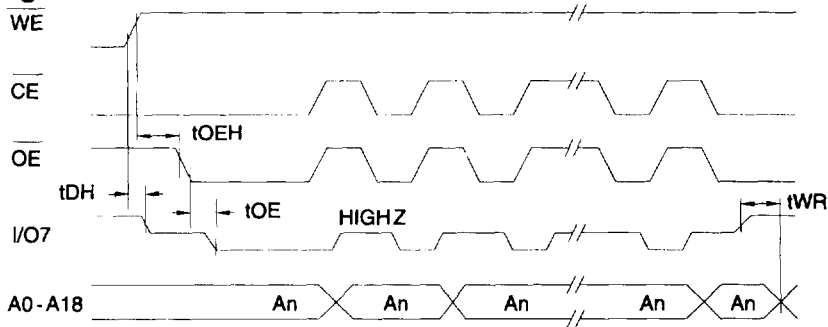 WE
CE
tOEH
OE
tDH
tOE
HIGH Z
tWR
I/O7
A0-A18 An An An An An